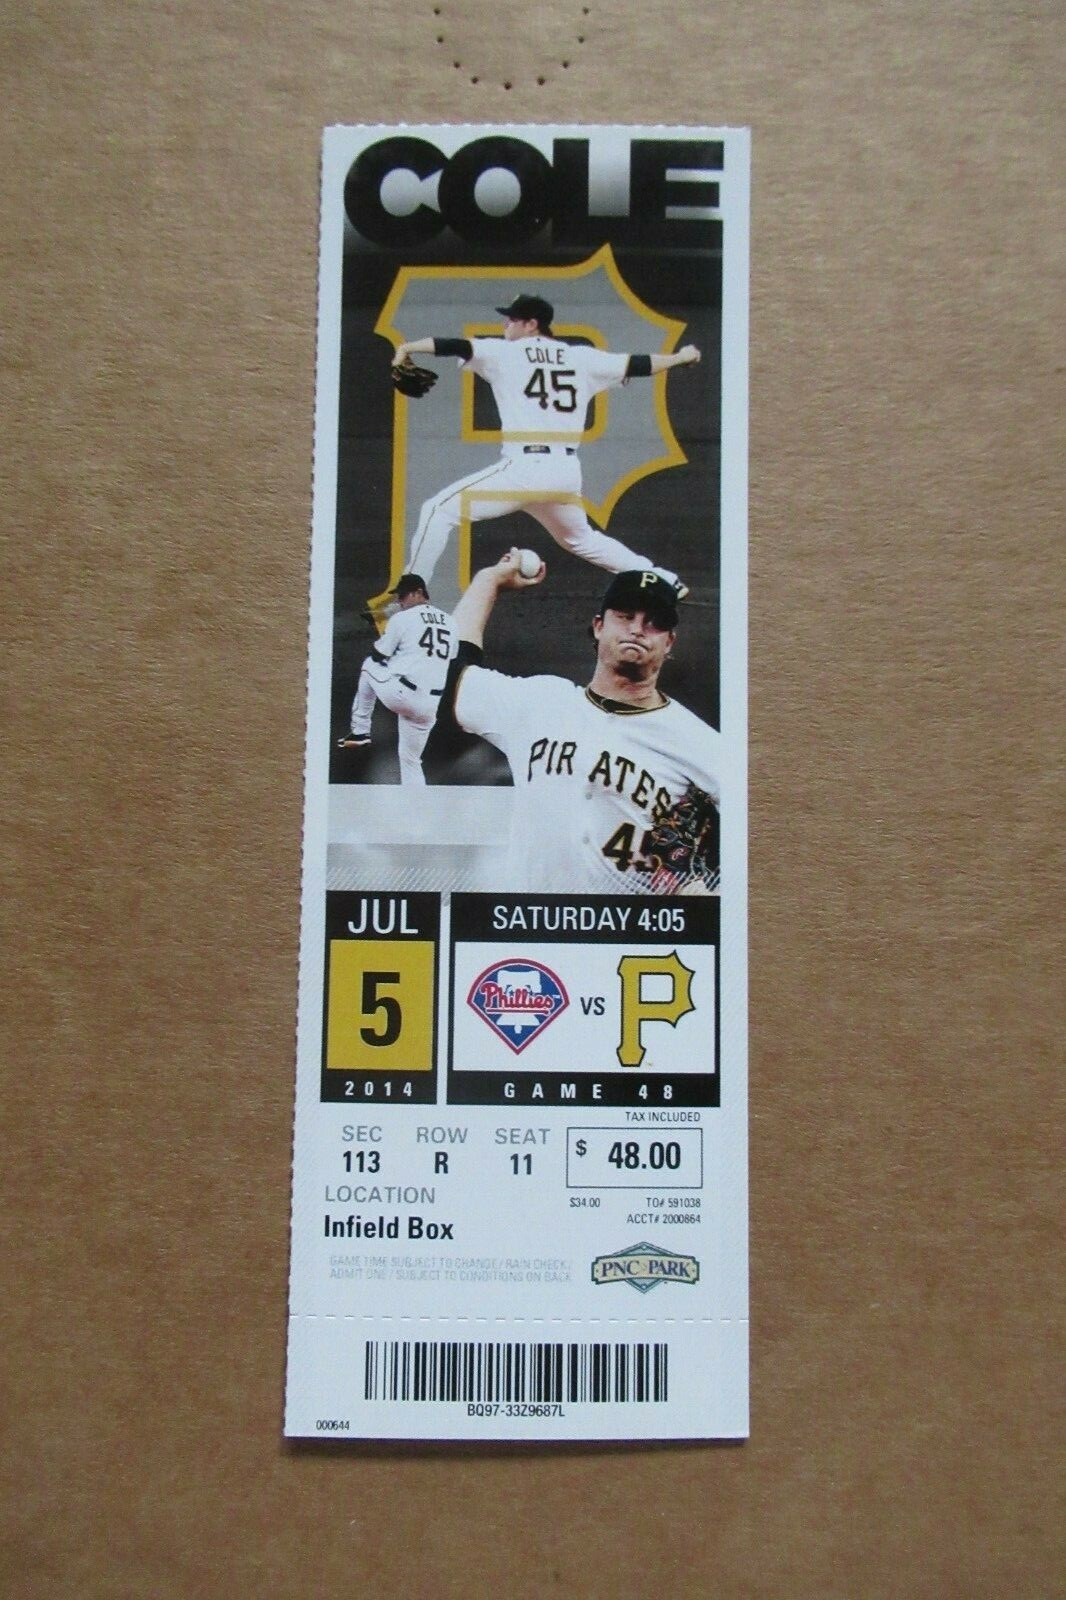 COLE
COLE
45
P
COLE
45
PIRATES
45
JUL
5
2014
SATURDAY 4:05
Phillies
VS
P
GAME 48
TAX INCLUDED
SEC ROW SEAT
113 R 11
$ 48.00
LOCATION
Infield Box
$34.00 TO# 591038
ACCT# 2000864
GAME TIME SUBJECT TO CHANGE / RAIN CHECK /
ADMIT ONE / SUBJECT TO CONDITIONS ON BACK
PNC PARK
BQ97-33Z9687L
000644